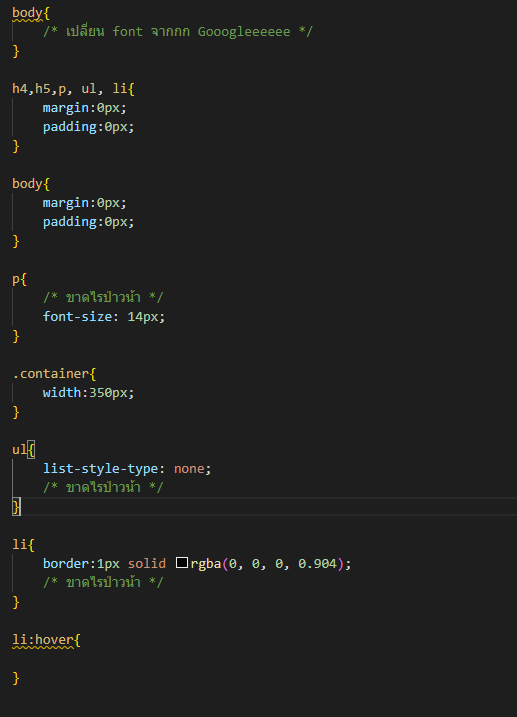 body{
/* เปลี่ยน font จากกก Gooogleeeeee */
}
h4,h5,p, ul, li{
margin:0px;
padding:0px;
}
body{
margin:0px;
padding:0px;
}
p{
/* ขาดไรป่าวน้า */
font-size: 14px;
}
.container{
width:350px;
}
ul{
list-style-type: none;
/* ขาดไรป่าวน้า */
}
li{
border:1px solid rgba(0, 0, 0, 0.904);
/* ขาดไรป่าวน้า */
}
li:hover{
}